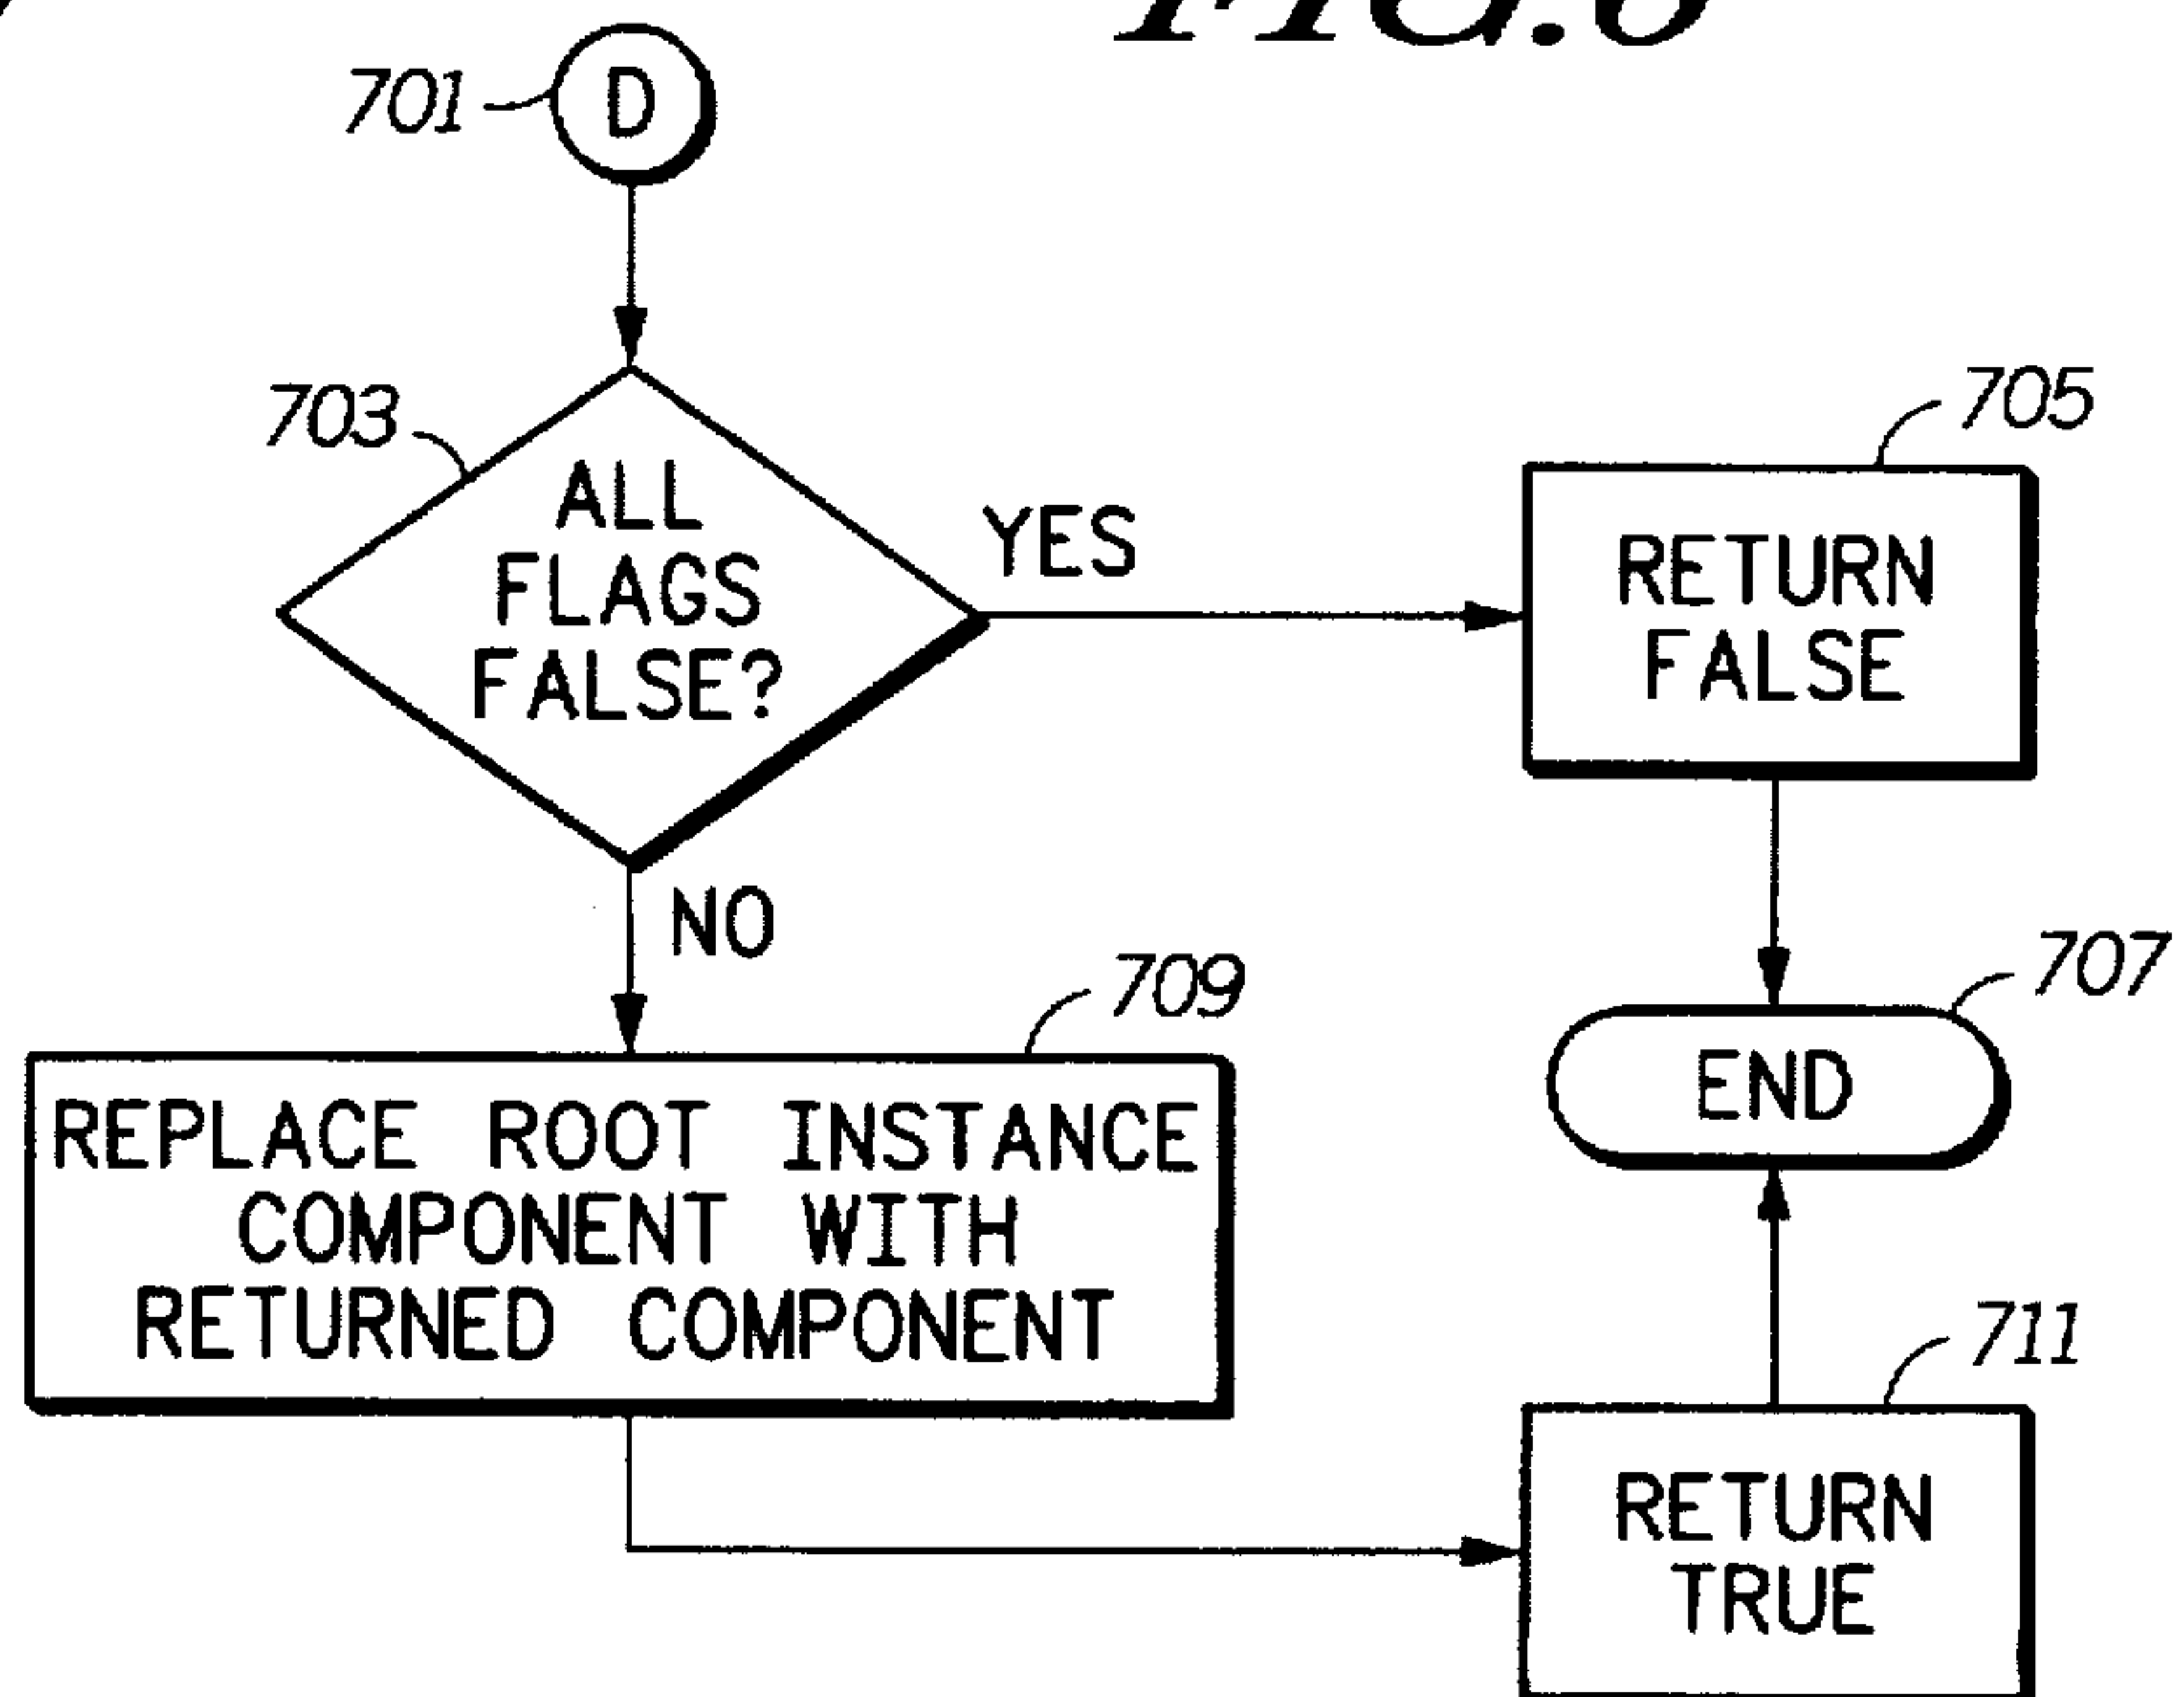 701
D
703
ALL
FLAGS
FALSE?
YES
705
RETURN
FALSE
NO
707
END
709
REPLACE ROOT INSTANCE
COMPONENT WITH
RETURNED COMPONENT
711
RETURN
TRUE